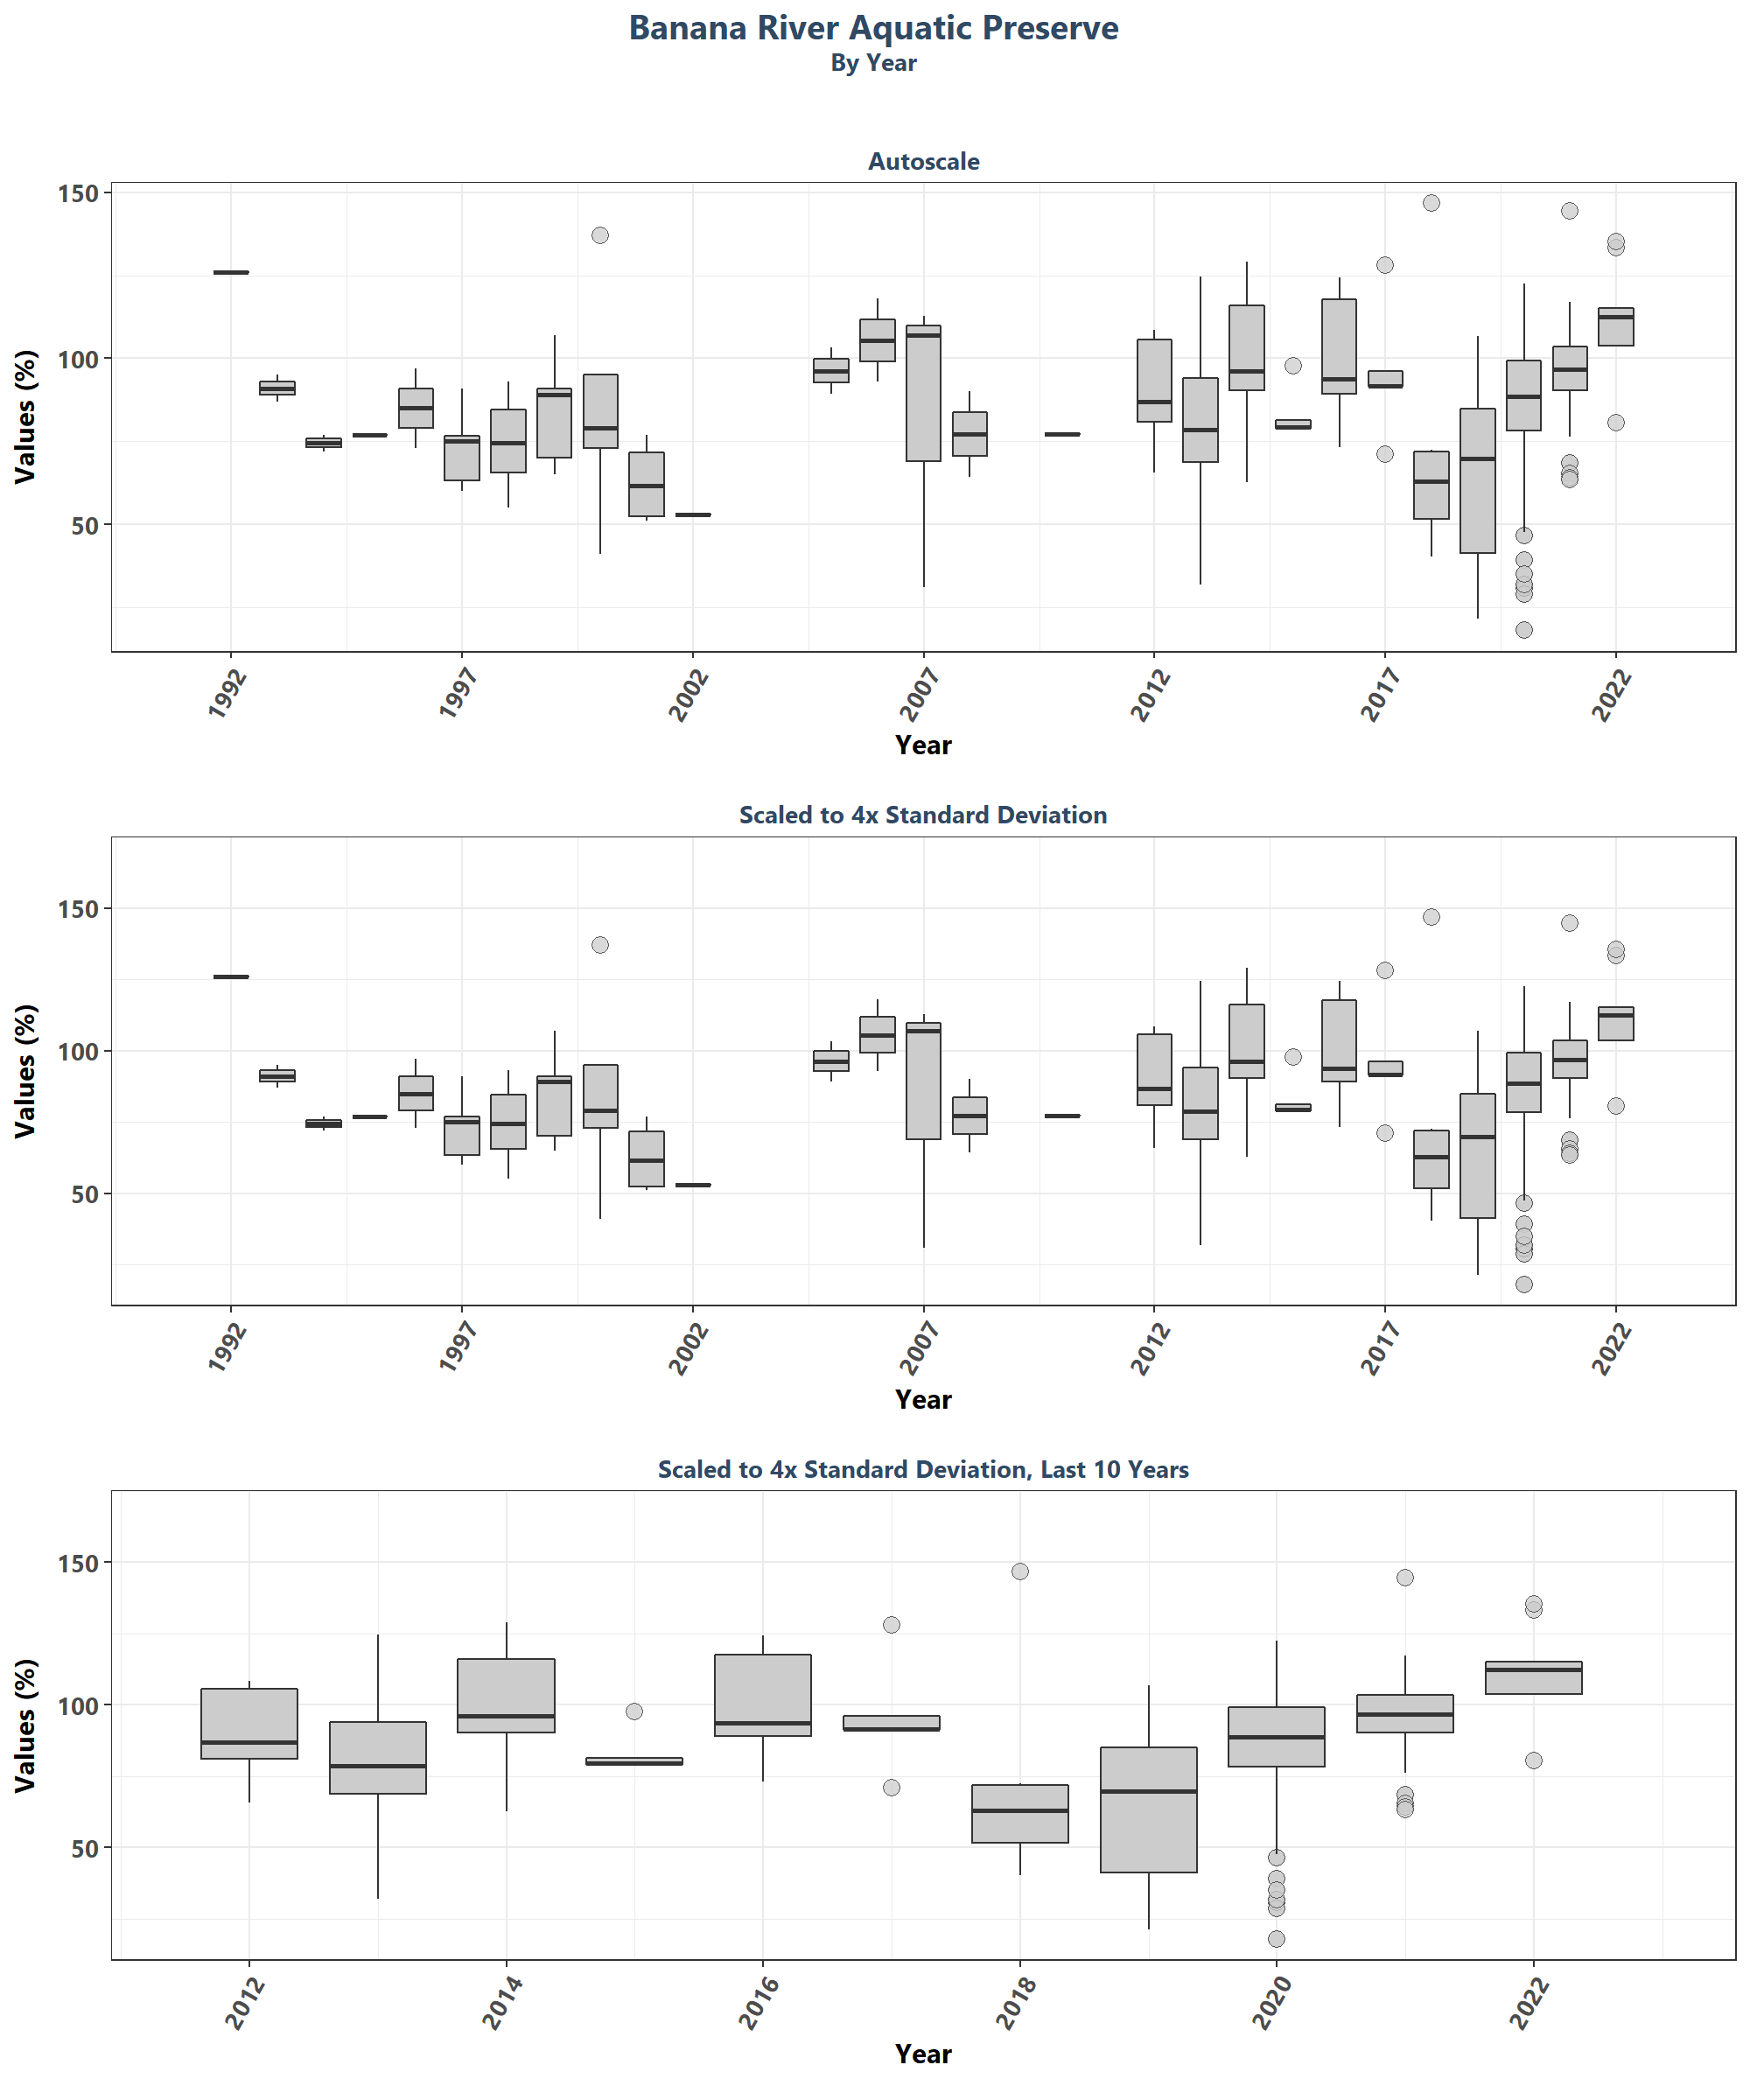 Banana River Aquatic Preserve
By Year
Autoscale
Values (%)
150
100
50
1992 1997 2002 2007 2012 2017 2022
Year
Scaled to 4x Standard Deviation
Values (%)
150
100
50
1992 1997 2002 2007 2012 2017 2022
Year
Scaled to 4x Standard Deviation, Last 10 Years
Values (%)
150
100
50
2012 2014 2016 2018 2020 2022
Year